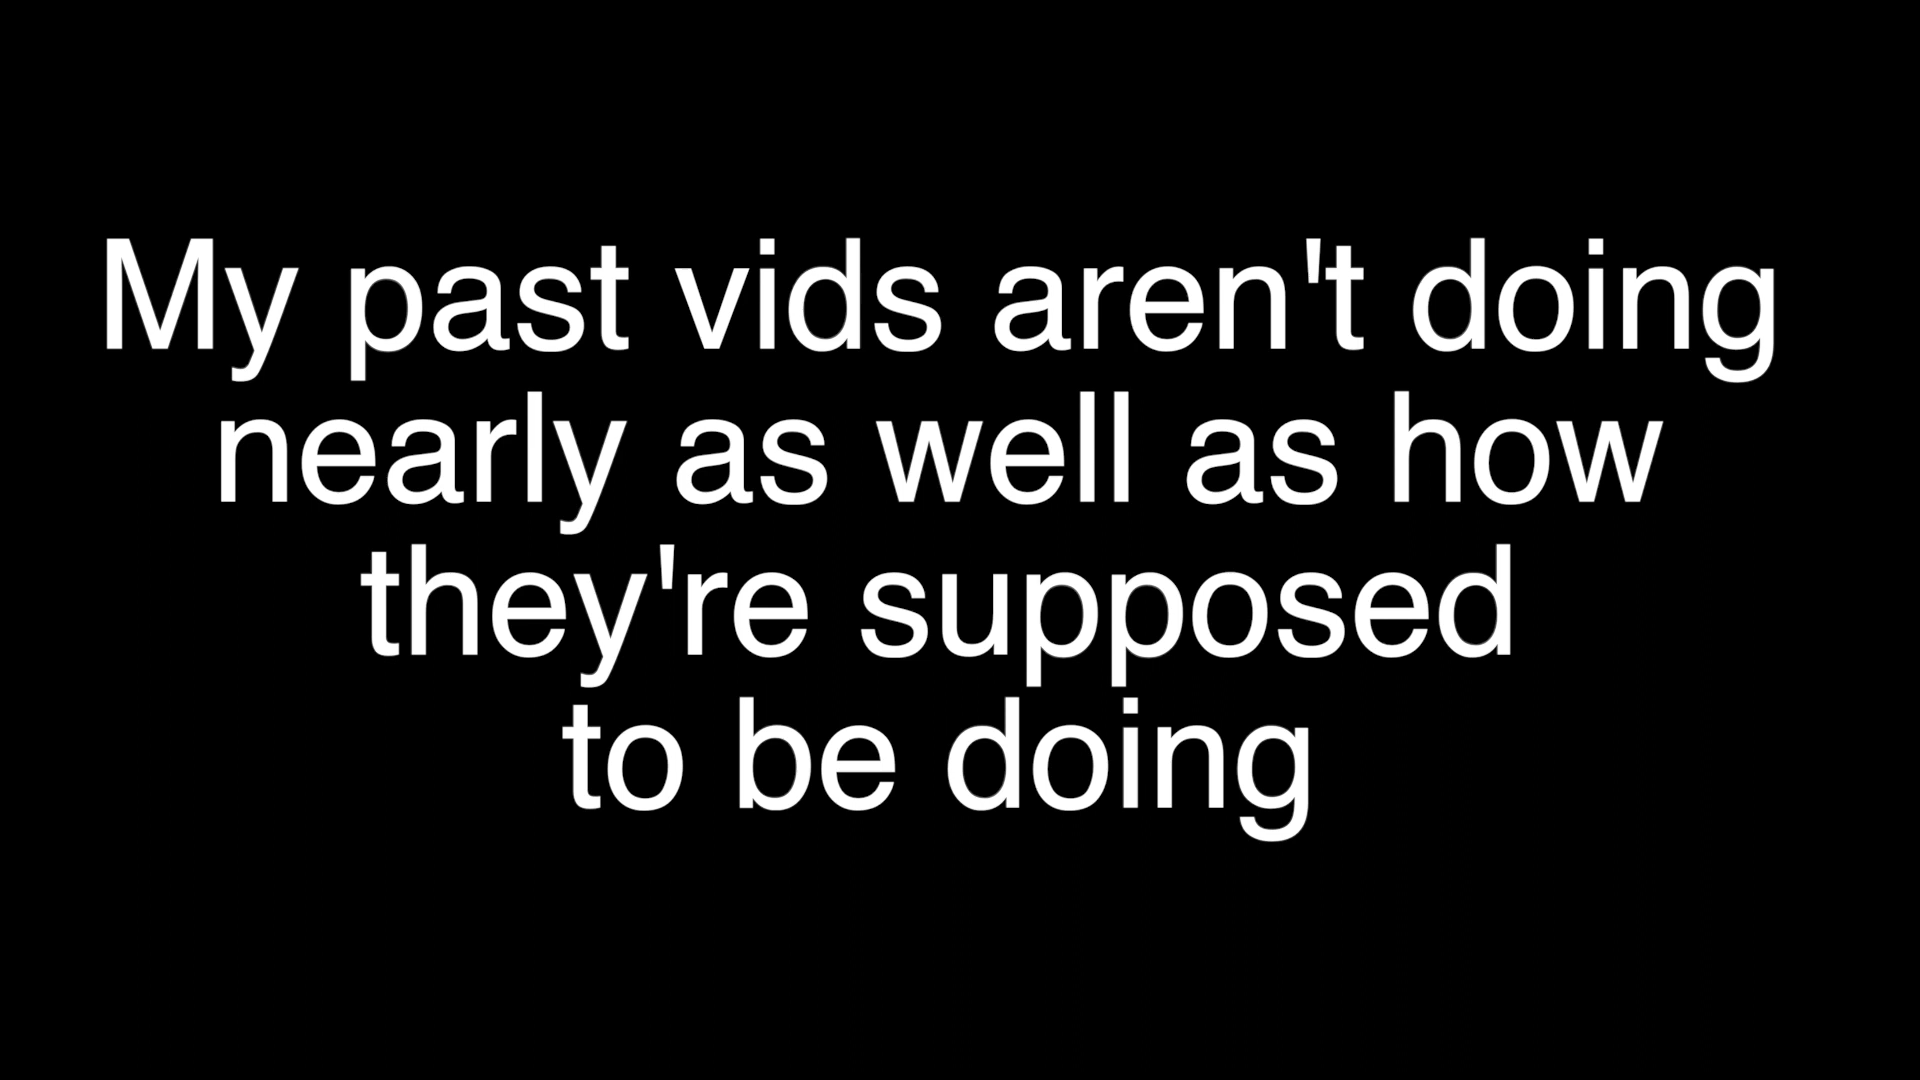 My past vids aren't doing
nearly as well as how
they're supposed
to be doing